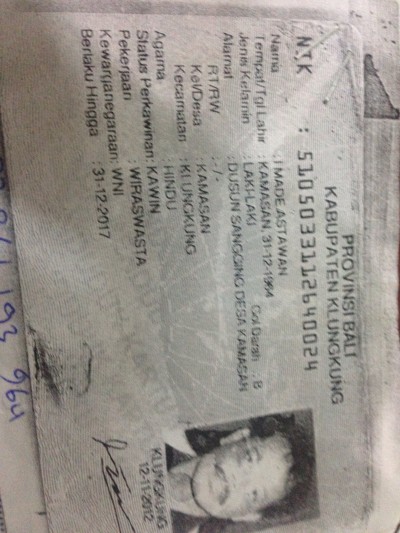 PROVINSI BALI
KABUPATEN KLUNGKUNG
NIK : 5105033112640024
Nama : I MADE ASTAWAN
Tempat/Tgl Lahir : KAMASAN, 31-12-1964
Jenis Kelamin : LAKI-LAKI Gol Darah : B
Alamat : DUSUN SANGGING DESA KAMASAN
RT/RW : -/-
Kel/Desa : KAMASAN
Kecamatan : KLUNGKUNG
Agama : HINDU
Status Perkawinan: KAWIN
Pekerjaan : WIRASWASTA
Kewarganegaraan: WNI
Berlaku Hingga : 31-12-2017
KLUNGKUNG
12-11-2012
193 964